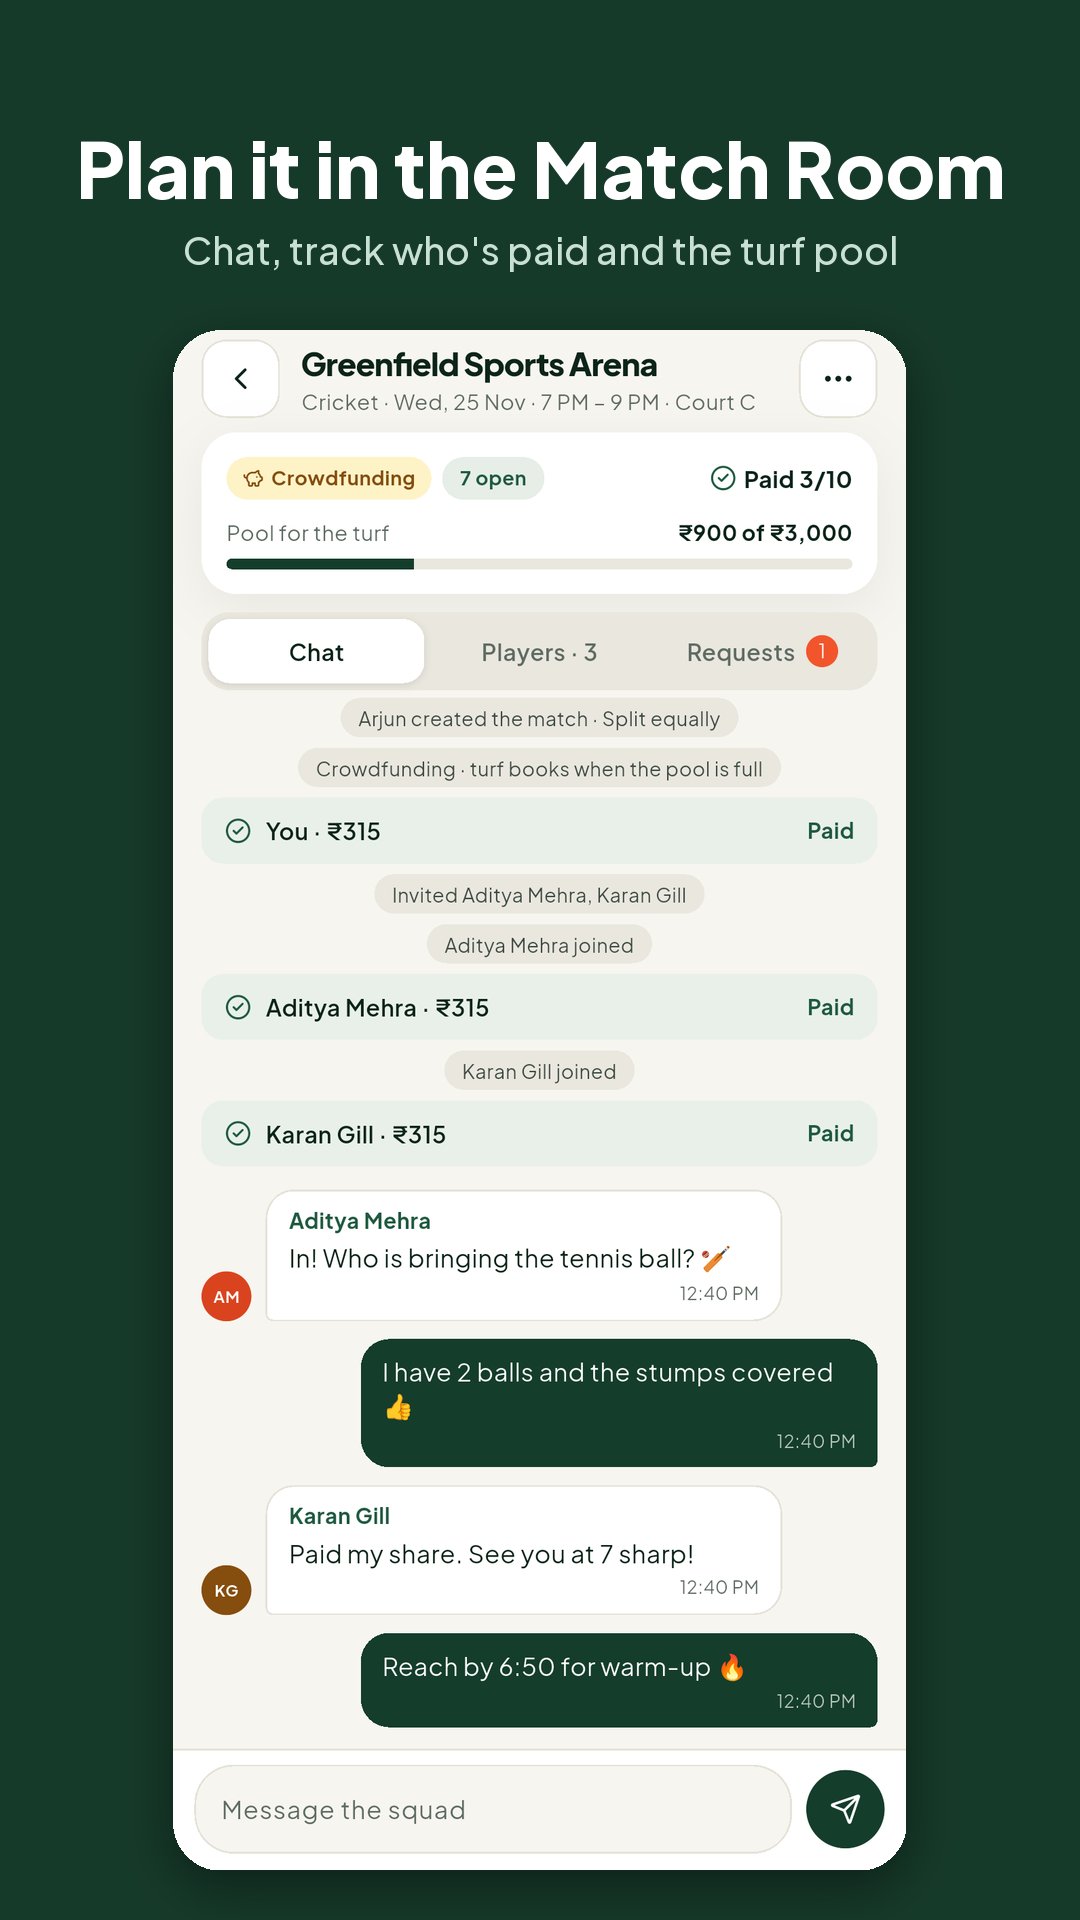 Plan it in the Match Room
Chat, track who's paid and the turf pool
Greenfield Sports Arena
Cricket · Wed, 25 Nov · 7 PM – 9 PM · Court C
Crowdfunding
7 open
Paid 3/10
Pool for the turf
₹900 of ₹3,000
Chat
Players · 3
Requests
1
Arjun created the match · Split equally
Crowdfunding · turf books when the pool is full
You · ₹315
Paid
Invited Aditya Mehra, Karan Gill
Aditya Mehra joined
Aditya Mehra · ₹315
Paid
Karan Gill joined
Karan Gill · ₹315
Paid
Aditya Mehra
In! Who is bringing the tennis ball? 🏏
12:40 PM
AM
I have 2 balls and the stumps covered
👍
12:40 PM
Karan Gill
Paid my share. See you at 7 sharp!
12:40 PM
KG
Reach by 6:50 for warm-up 🔥
12:40 PM
Message the squad